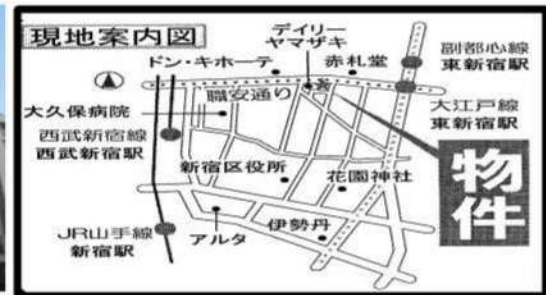 現地案内図
デイリー
ヤマザキ
ドン・キホーテ
赤札堂
副都心線
東新宿駅
職安通り
大久保病院
大江戸線
東新宿駅
西武新宿線
西武新宿駅
物件
新宿区役所
花園神社
JR山手線
新宿駅
アルタ
伊勢丹